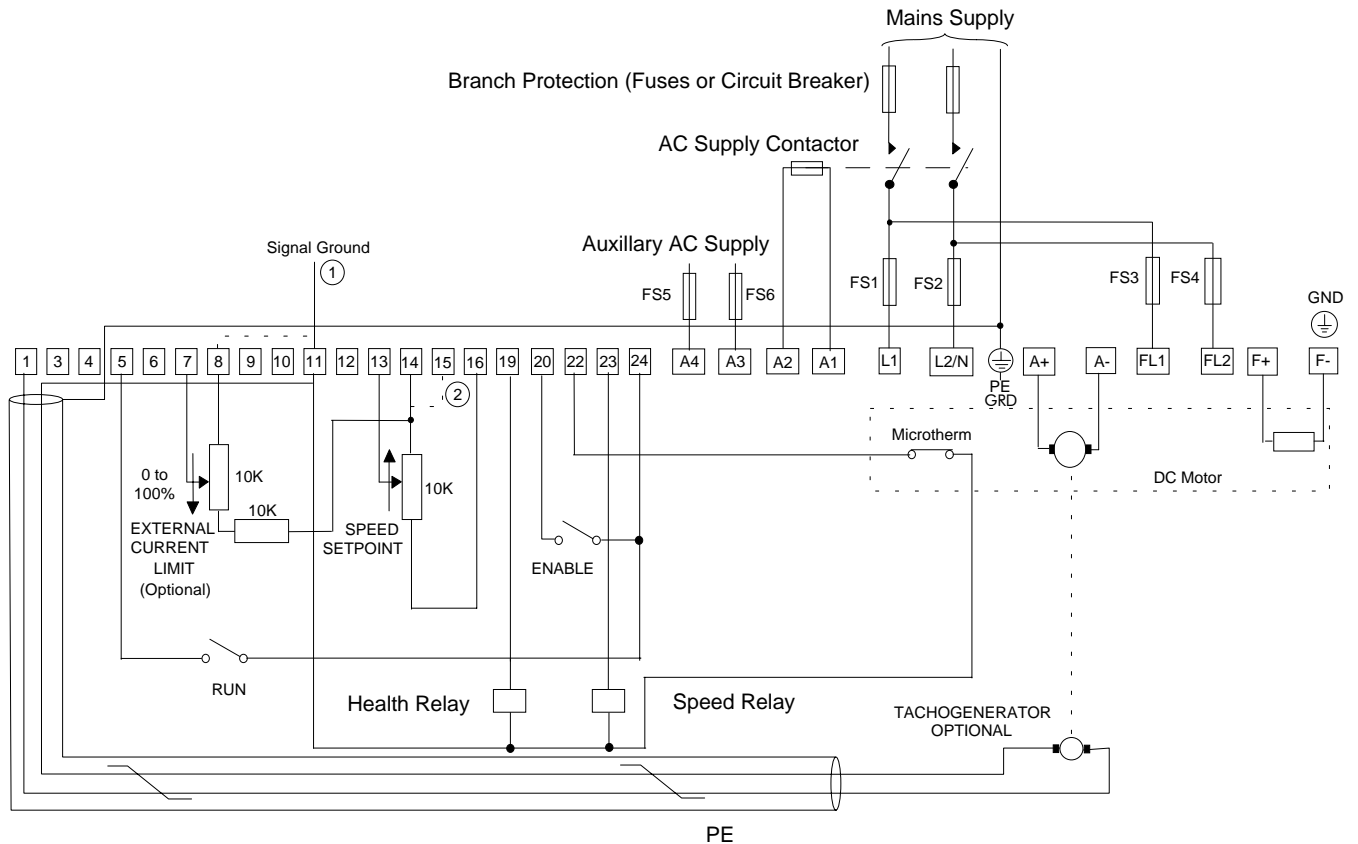 Mains Supply
Branch Protection (Fuses or Circuit Breaker)
AC Supply Contactor
Signal Ground
1
Auxillary AC Supply
FS5
FS6
FS1
FS2
FS3
FS4
GND
1
3
4
5
6
7
8
9
10
11
12
13
14
15
16
19
20
22
23
24
A4
A3
A2
A1
L1
L2/N
PE
GRD
A+
A-
FL1
FL2
F+
F-
2
Microtherm
DC Motor
0 to
100%
10K
10K
10K
EXTERNAL
CURRENT
LIMIT
(Optional)
SPEED
SETPOINT
ENABLE
RUN
Health Relay
Speed Relay
TACHOGENERATOR
OPTIONAL
PE